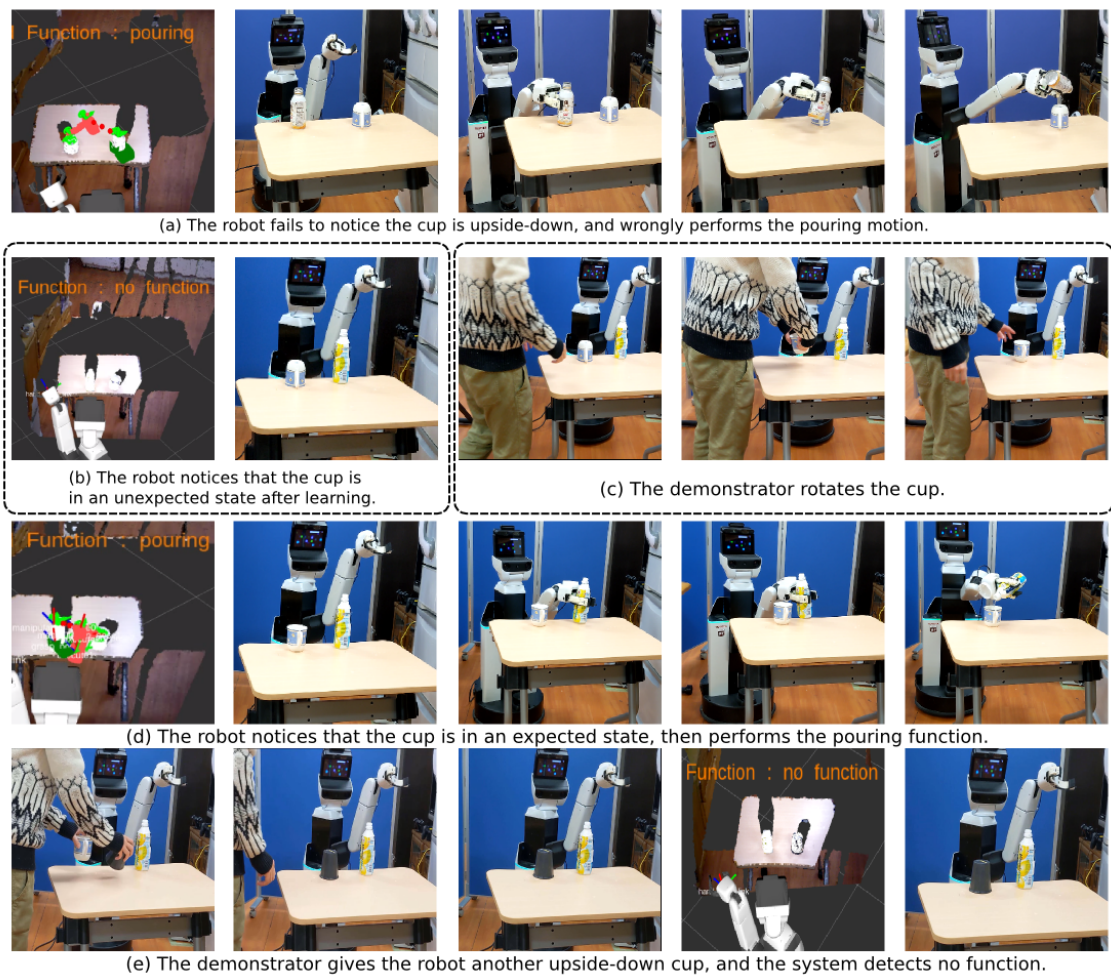 Function : pouring
(a) The robot fails to notice the cup is upside-down, and wrongly performs the pouring motion.
Function : no function
(b) The robot notices that the cup is
in an unexpected state after learning.
(c) The demonstrator rotates the cup.
Function : pouring
(d) The robot notices that the cup is in an expected state, then performs the pouring function.
Function : no function
(e) The demonstrator gives the robot another upside-down cup, and the system detects no function.